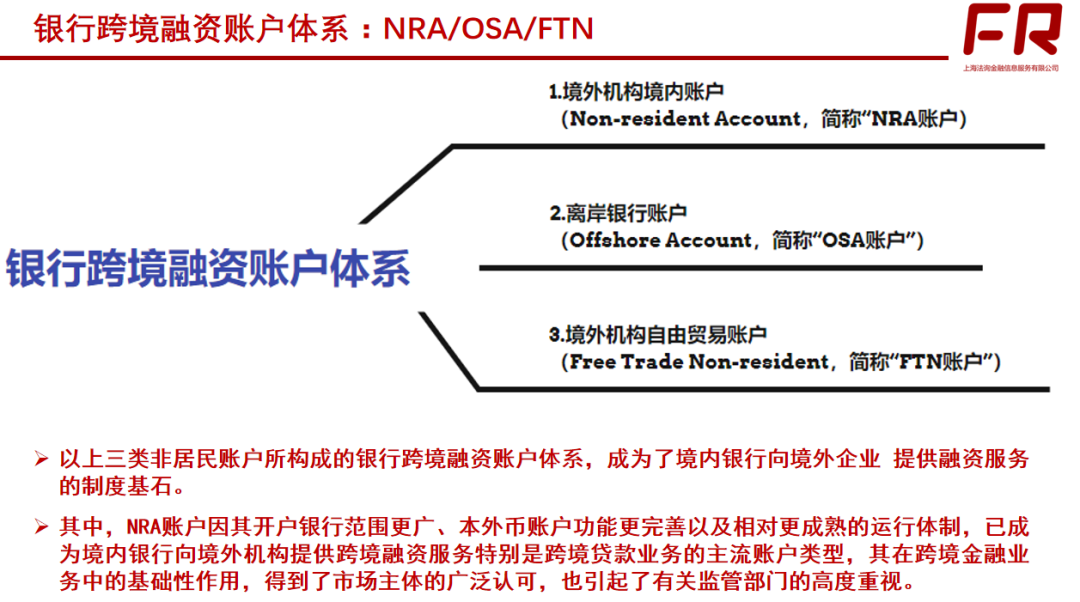 银行跨境融资账户体系：NRA/OSA/FTN
FR
上海法询金融信息服务有限公司
1.境外机构境内账户
（Non-resident Account，简称“NRA账户）
2.离岸银行账户
（Offshore Account，简称“OSA账户”）
银行跨境融资账户体系
3.境外机构自由贸易账户
（Free Trade Non-resident，简称“FTN账户”）
➢ 以上三类非居民账户所构成的银行跨境融资账户体系，成为了境内银行向境外企业 提供融资服务
的制度基石。
➢ 其中，NRA账户因其开户银行范围更广、本外币账户功能更完善以及相对更成熟的运行体制，已成
为境内银行向境外机构提供跨境融资服务特别是跨境贷款业务的主流账户类型，其在跨境金融业
务中的基础性作用，得到了市场主体的广泛认可，也引起了有关监管部门的高度重视。